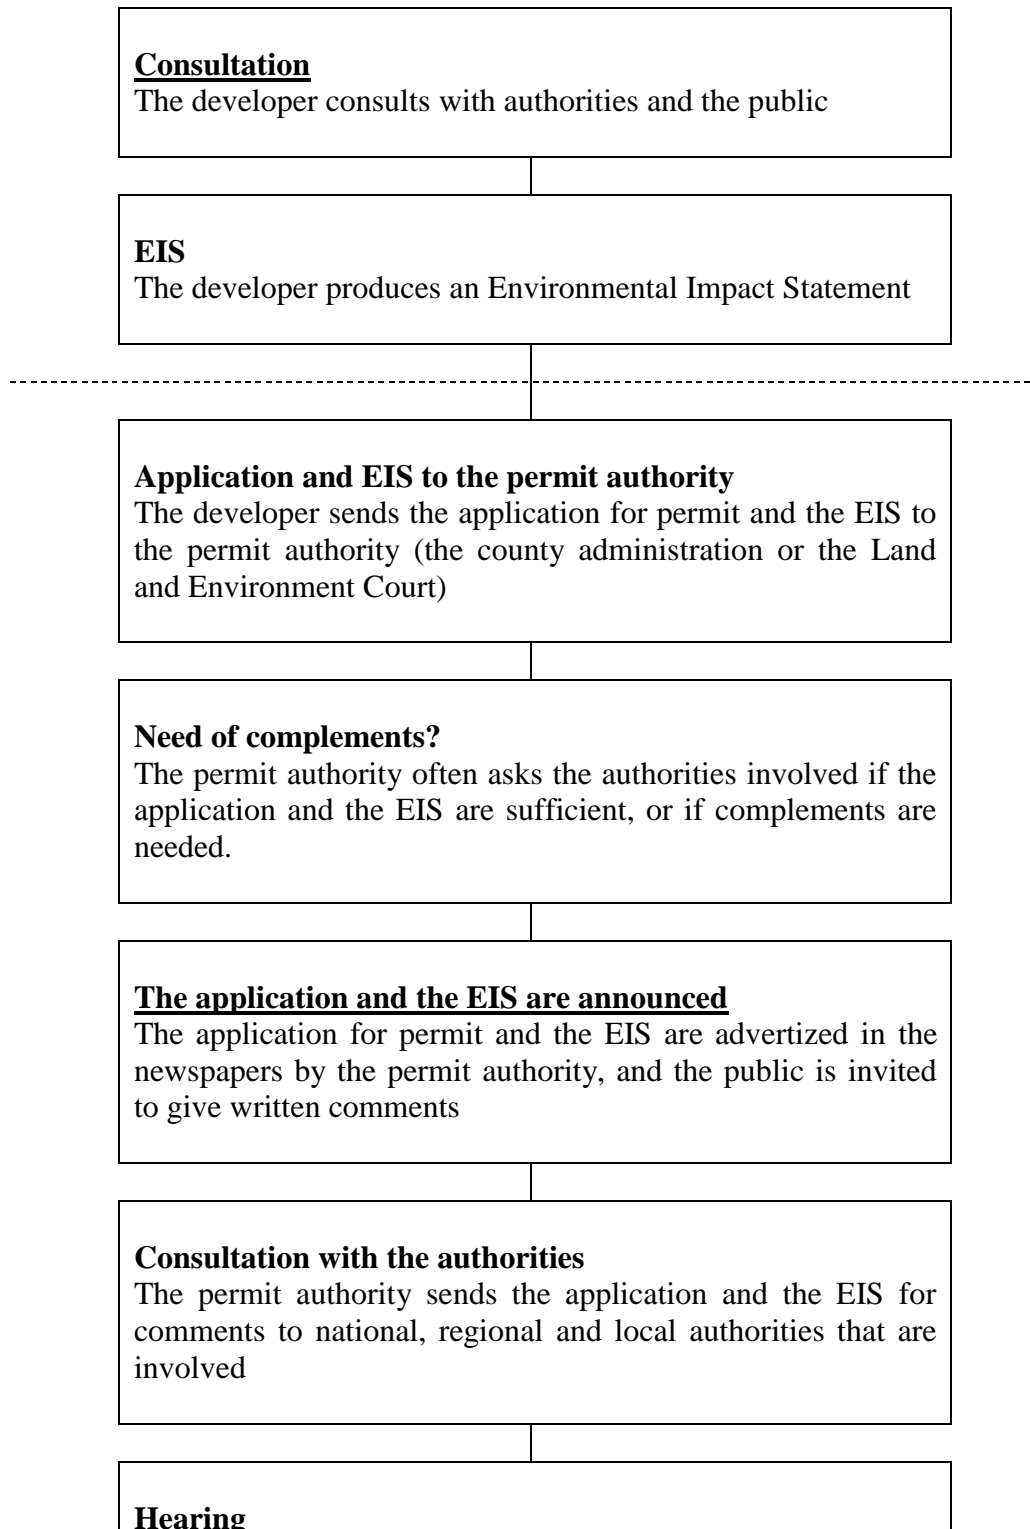 Consultation
The developer consults with authorities and the public
EIS
The developer produces an Environmental Impact Statement
Application and EIS to the permit authority
The developer sends the application for permit and the EIS to
the permit authority (the county administration or the Land
and Environment Court)
Need of complements?
The permit authority often asks the authorities involved if the
application and the EIS are sufficient, or if complements are
needed.
The application and the EIS are announced
The application for permit and the EIS are advertized in the
newspapers by the permit authority, and the public is invited
to give written comments
Consultation with the authorities
The permit authority sends the application and the EIS for
comments to national, regional and local authorities that are
involved
Hearing